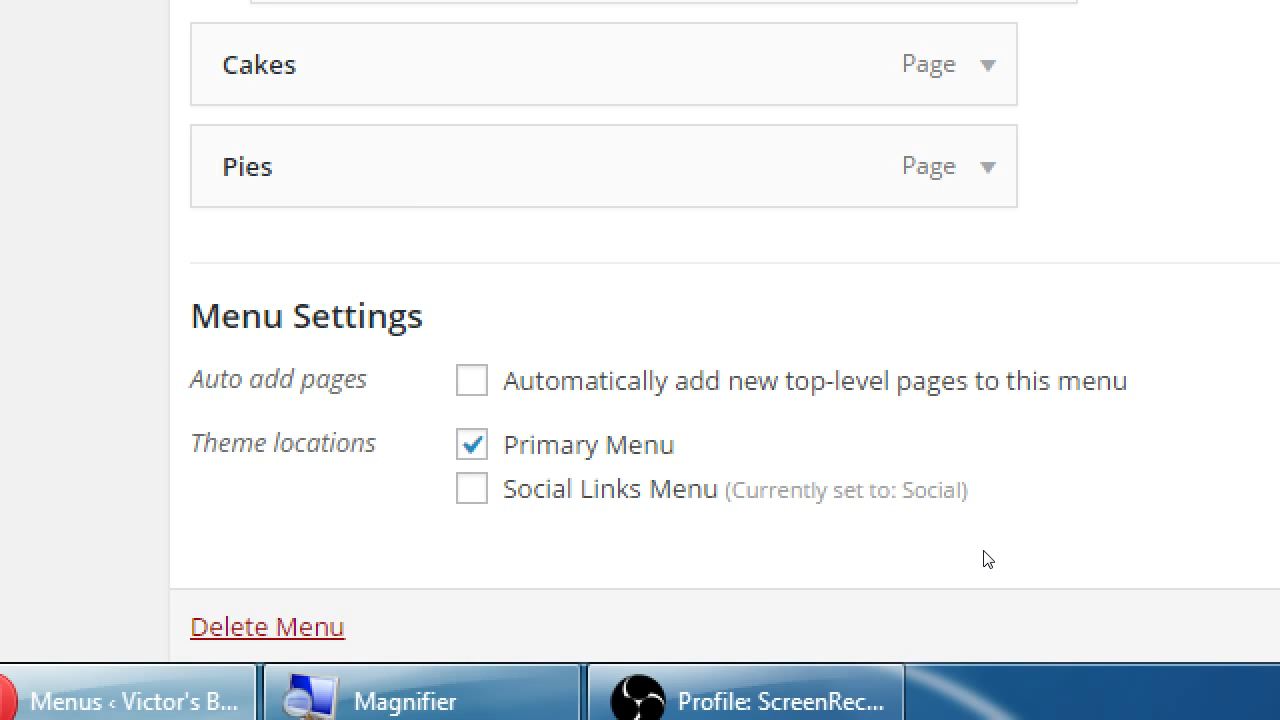 Cakes Page
Pies Page
Menu Settings
Auto add pages Automatically add new top-level pages to this menu
Theme locations Primary Menu
Social Links Menu (Currently set to: Social)
Delete Menu
Menus ‹ Victor's B... Magnifier Profile: ScreenRec...